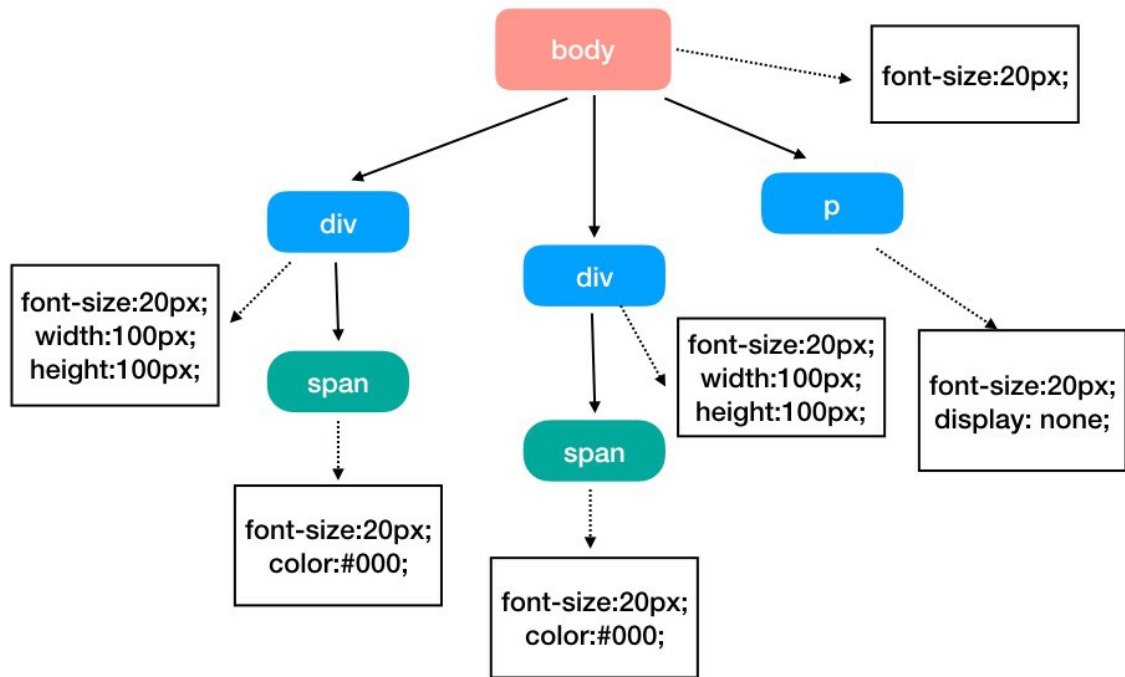 body
font-size:20px;
div
p
font-size:20px;
width:100px;
height:100px;
div
span
font-size:20px;
width:100px;
height:100px;
font-size:20px;
display: none;
span
font-size:20px;
color:#000;
font-size:20px;
color:#000;